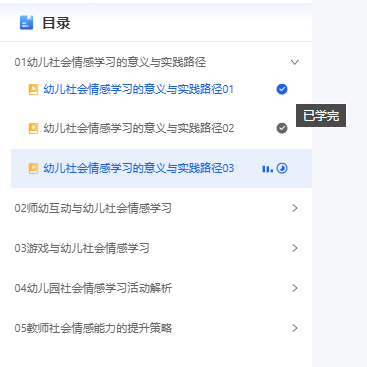 目录
01幼儿社会情感学习的意义与实践路径
幼儿社会情感学习的意义与实践路径01
已学完
幼儿社会情感学习的意义与实践路径02
幼儿社会情感学习的意义与实践路径03
02师幼互动与幼儿社会情感学习
03游戏与幼儿社会情感学习
04幼儿园社会情感学习活动解析
05教师社会情感能力的提升策略